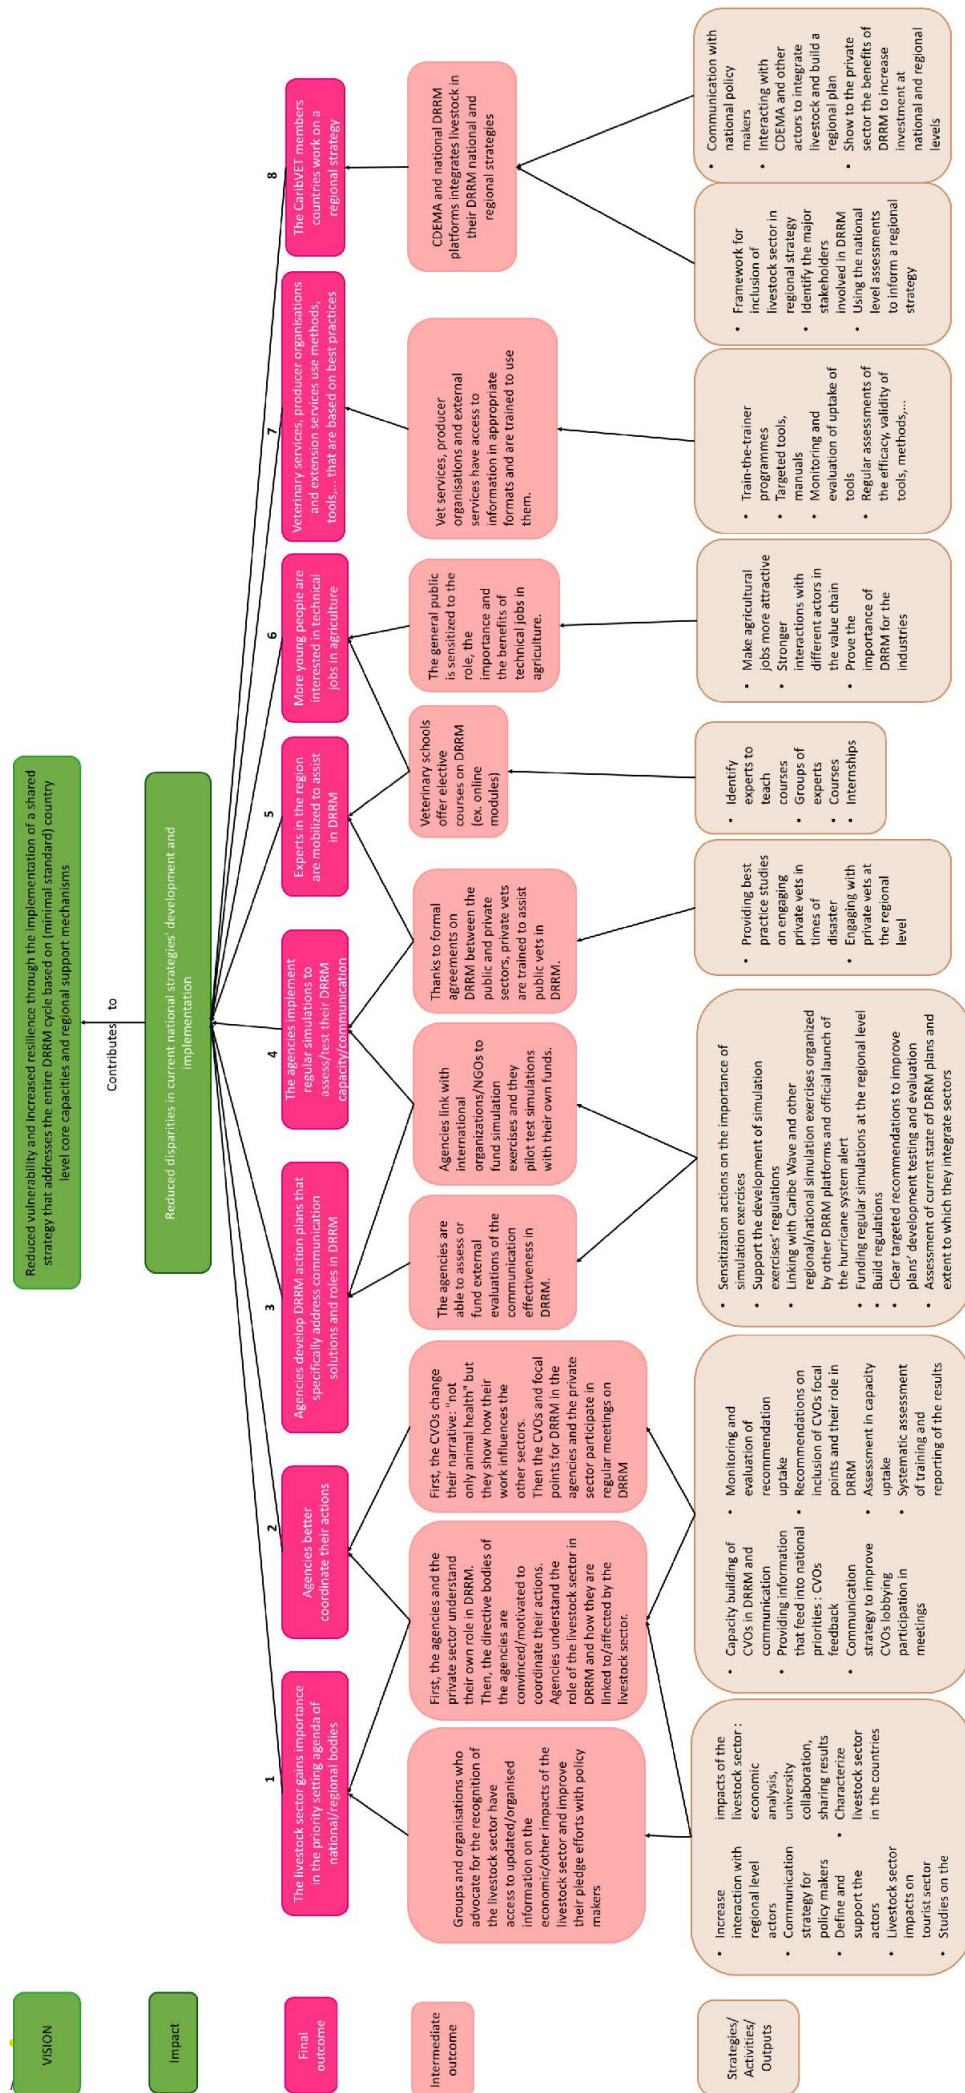 VISION
Reduced vulnerability and increased resilience through the implementation of a shared
strategy that addresses the entire DRRM cycle based on (minimal standard) country
level core capacities and regional support mechanisms
Contributes to
Impact
Reduced disparities in current national strategies' development and
implementation
Final
outcome
1
The livestock sector gains importance
in the priority setting agenda of
national/regional bodies
2
Agencies better
coordinate their actions
3
Agencies develop DRRM action plans that
specifically address communication
solutions and roles in DRRM
4
The agencies implement
regular simulations to
assess/test their DRRM
capacity/communication
5
Experts in the region
are mobilized to assist
in DRRM
6
More young people are
interested in technical
jobs in agriculture
7
Veterinary services, producer organisations
and extension services use methods,
tools,... that are based on best practices
8
The CaribVET members
countries work on a
regional strategy
Intermediate
outcome
Groups and organisations who
advocate for the recognition of
the livestock sector have
access to updated/organised
information on the
economic/other impacts of the
livestock sector and improve
their pledge efforts with policy
makers
First, the agencies and the
private sector understand
their own role in DRRM.
Then, the directive bodies of
the agencies are
convinced/motivated to
coordinate their actions.
Agencies understand the
role of the livestock sector in
DRRM and how they are
linked to/affected by the
livestock sector.
First, the CVOs change
their narrative: "not
only animal health" but
they show how their
work influences the
other sectors.
Then the CVOs and focal
points for DRRM in the
agencies and the private
sector participate in
regular meetings on
DRRM
The agencies are
able to assess or
fund external
evaluations of the
communication
effectiveness in
DRRM.
Agencies link with
international
organizations/NGOs to
fund simulation
exercises and they
pilot test simulations
with their own funds.
Thanks to formal
agreements on
DRRM between the
public and private
sectors, private vets
are trained to assist
public vets in
DRRM.
Veterinary schools
offer elective
courses on DRRM
(ex. online
modules)
The general public
is sensitized to the
role, the
importance and
the benefits of
technical jobs in
agriculture.
Vet services, producer
organisations and external
services have access to
information in appropriate
formats and are trained to use
them.
CDEMA and national DRRM
platforms integrates livestock in
their DRRM national and
regional strategies
Strategies/
Activities/
Outputs
• Increase
interaction with
regional level
actors
• Communication
strategy for
policy makers
• Define and
support the
actors
• Livestock sector
impacts on
tourist sector
• Studies on the
impacts of the
livestock sector :
economic
analysis,
university
collaboration,
sharing results
• Characterize
livestock sector
in the countries
• Capacity building of
CVOs in DRRM and
communication
• Providing information
that feed into national
priorities : CVOs
feedback
• Communication
strategy to improve
CVOs lobbying
participation in
meetings
• Monitoring and
evaluation of
recommendation
uptake
• Recommendations on
inclusion of CVOs focal
points and their role in
DRRM
• Assessment in capacity
uptake
• Systematic assessment
of training and
reporting of the results
• Sensitization actions on the importance of
simulation exercises
• Support the development of simulation
exercises' regulations
• Linking with Caribe Wave and other
regional/national simulation exercises organized
by other DRRM platforms and official launch of
the hurricane system alert
• Funding regular simulations at the regional level
• Build regulations
• Clear targeted recommendations to improve
plans' development testing and evaluation
• Assessment of current state of DRRM plans and
extent to which they integrate sectors
• Providing best
practice studies
on engaging
private vets in
times of
disaster
• Engaging with
private vets at
the regional
level
• Identify
experts to
teach
courses
• Groups of
experts
• Courses
• Internships
• Make agricultural
jobs more attractive
• Stronger
interactions with
different actors in
the value chain
• Prove the
importance of
DRRM for the
industries
• Train-the-trainer
programmes
• Targeted tools,
manuals
• Monitoring and
evaluation of uptake of
tools
• Regular assessments of
the efficacy, validity of
tools, methods,...
• Framework for
inclusion of
livestock sector in
regional strategy
• Identify the major
stakeholders
involved in DRRM
• Using the national
level assessments
to inform a regional
strategy
• Communication with
national policy
makers
• Interacting with
CDEMA and other
actors to integrate
livestock and build a
regional plan
• Show to the private
sector the benefits of
DRRM to increase
investment at
national and regional
levels